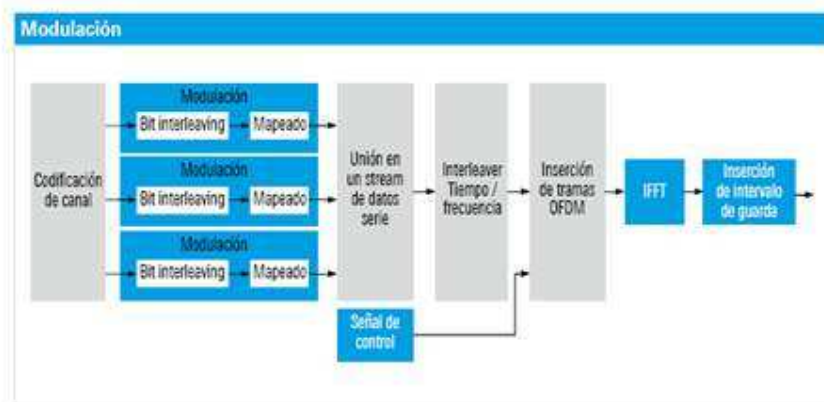 Modulación
Codificación
de canal
Modulación
Bit interleaving
Mapeado
Modulación
Bit interleaving
Mapeado
Modulación
Bit interleaving
Mapeado
Unión en
un stream
de datos
serie
Señal de
control
Interleaver
Tiempo /
frecuencia
Inserción
de tramas
OFDM
IFFT
Inserción
de intervalo
de guarda